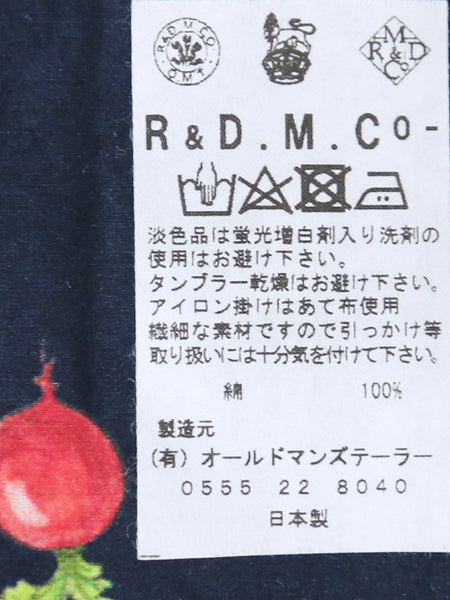 R&D.M.CO
O.M.T
M
R&D
Co
R&D.M.Co-
淡色品は蛍光増白剤入り洗剤の
使用はお避け下さい。
タンブラー乾燥はお避け下さい。
アイロン掛けはあて布使用
繊細な素材ですので引っかけ等
取り扱いには十分気を付けて下さい。
綿 100%
製造元
(有)オールドマンズテーラー
0555 22 8040
日本製